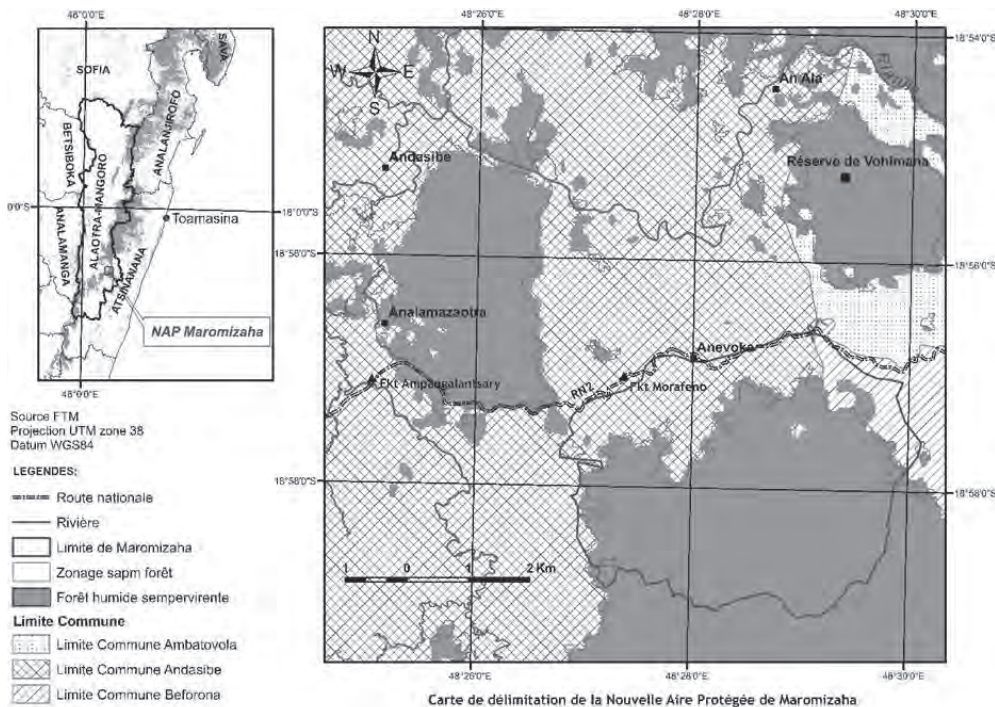 48°0'0"E
SOFIA
SAVA
BETSIBOKA
ANALANJIROFO
ALAOTRA-MANGORO
ANALAMANGA
ATSINANANA
Toamasina
NAP Maromizaha
48°0'0"E
Source FTM
Projection UTM zone 38
Datum WGS84
LEGENDES:
Route nationale
Rivière
Limite de Maromizaha
Zonage sapm forêt
Forêt humide sempervirente
Limite Commune
Limite Commune Ambatovola
Limite Commune Andasibe
Limite Commune Beforona
48°26'0"E
48°28'0"E
48°30'0"E
18°54'0"S
N
W
E
S
An'Ala
Andasibe
Réserve de Vohimana
18°56'0"S
18°56'0"S
Analamazaotra
Anevoka
Fkt Ampangalantsary
RN2
Fkt Morafeno
18°58'0"S
18°58'0"S
1 0 1 2 Km
48°26'0"E
48°28'0"E
48°30'0"E
Carte de délimitation de la Nouvelle Aire Protégée de Maromizaha